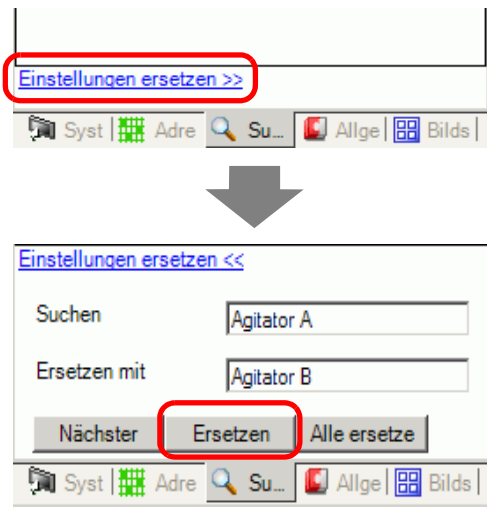 Einstellungen ersetzen >>
Syst Adre Su... Allge Bilds
Einstellungen ersetzen <<
Suchen Agitator A
Ersetzen mit Agitator B
Nächster Ersetzen Alle ersetze
Syst Adre Su... Allge Bilds